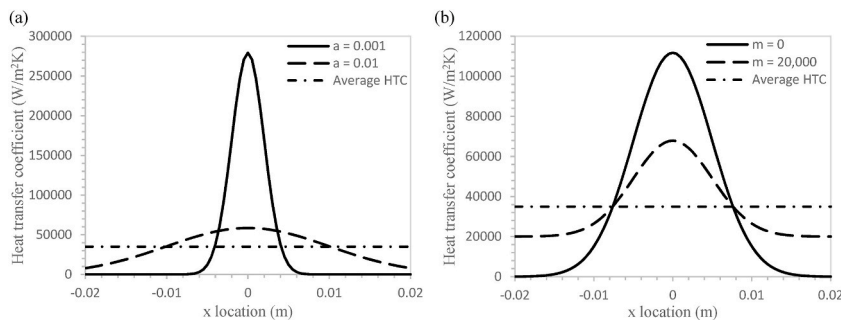 (a)
Heat transfer coefficient (W/m²K)
300000
250000
200000
150000
100000
50000
0
-0.02
-0.01
0
0.01
0.02
x location (m)
a = 0.001
a = 0.01
Average HTC
(b)
Heat transfer coefficient (W/m²K)
120000
100000
80000
60000
40000
20000
0
-0.02
-0.01
0
0.01
0.02
x location (m)
m = 0
m = 20,000
Average HTC